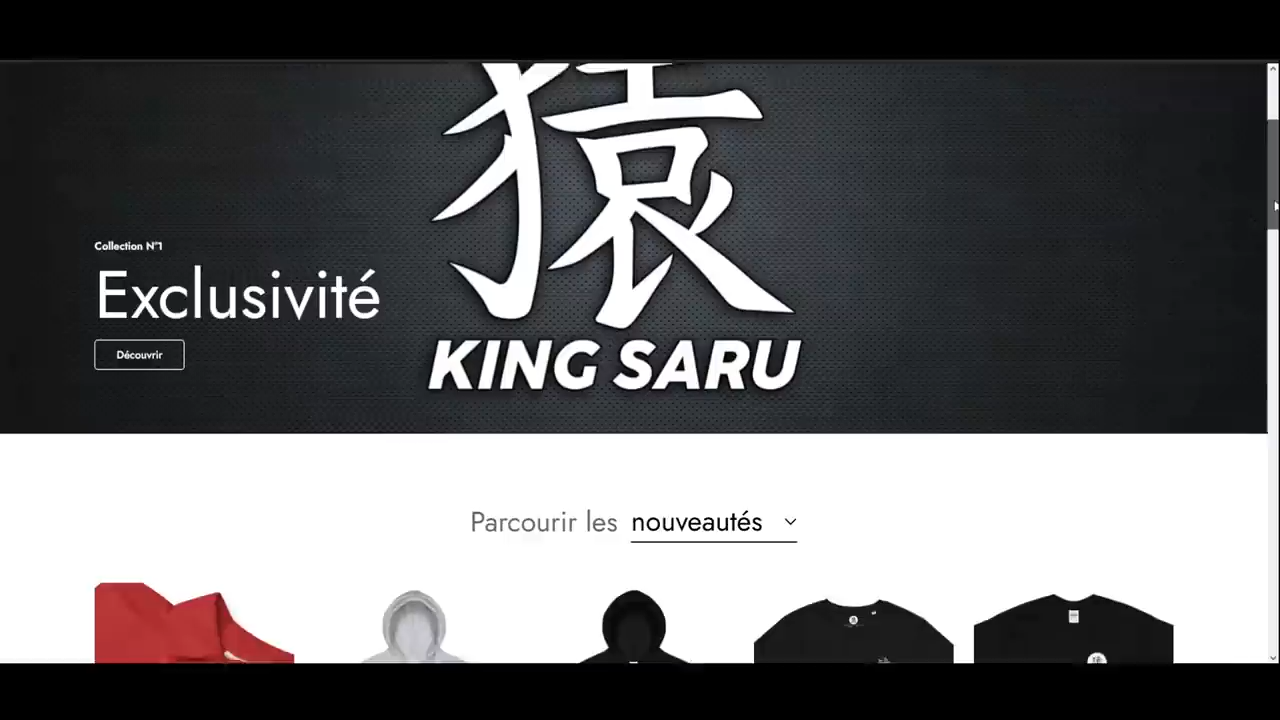 猿
KING SARU
Collection N°1
Exclusivité
Découvrir
Parcourir les nouveautés